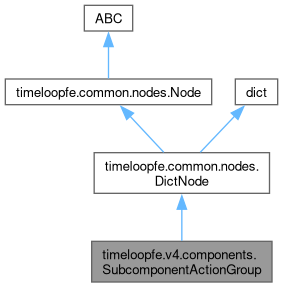 ABC
timeloopfe.common.nodes.Node
dict
timeloopfe.common.nodes.
DictNode
timeloopfe.v4.components.
SubcomponentActionGroup